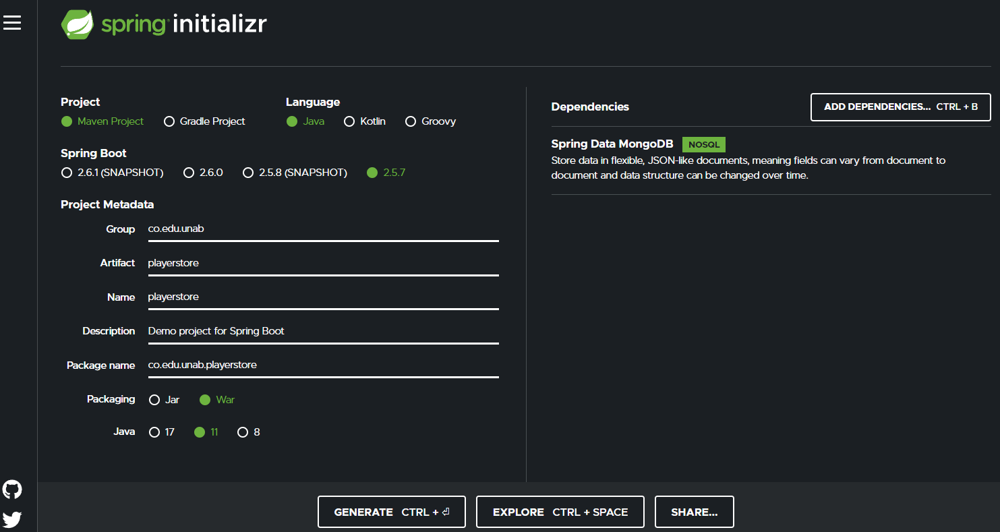 spring initializr
Project
Maven Project Gradle Project
Language
Java Kotlin Groovy
Spring Boot
2.6.1 (SNAPSHOT) 2.6.0 2.5.8 (SNAPSHOT) 2.5.7
Project Metadata
Group co.edu.unab
Artifact playerstore
Name playerstore
Description Demo project for Spring Boot
Package name co.edu.unab.playerstore
Packaging Jar War
Java 17 11 8
Dependencies
ADD DEPENDENCIES... CTRL + B
Spring Data MongoDB NOSQL
Store data in flexible, JSON-like documents, meaning fields can vary from document to
document and data structure can be changed over time.
GENERATE CTRL + ⏎
EXPLORE CTRL + SPACE
SHARE...